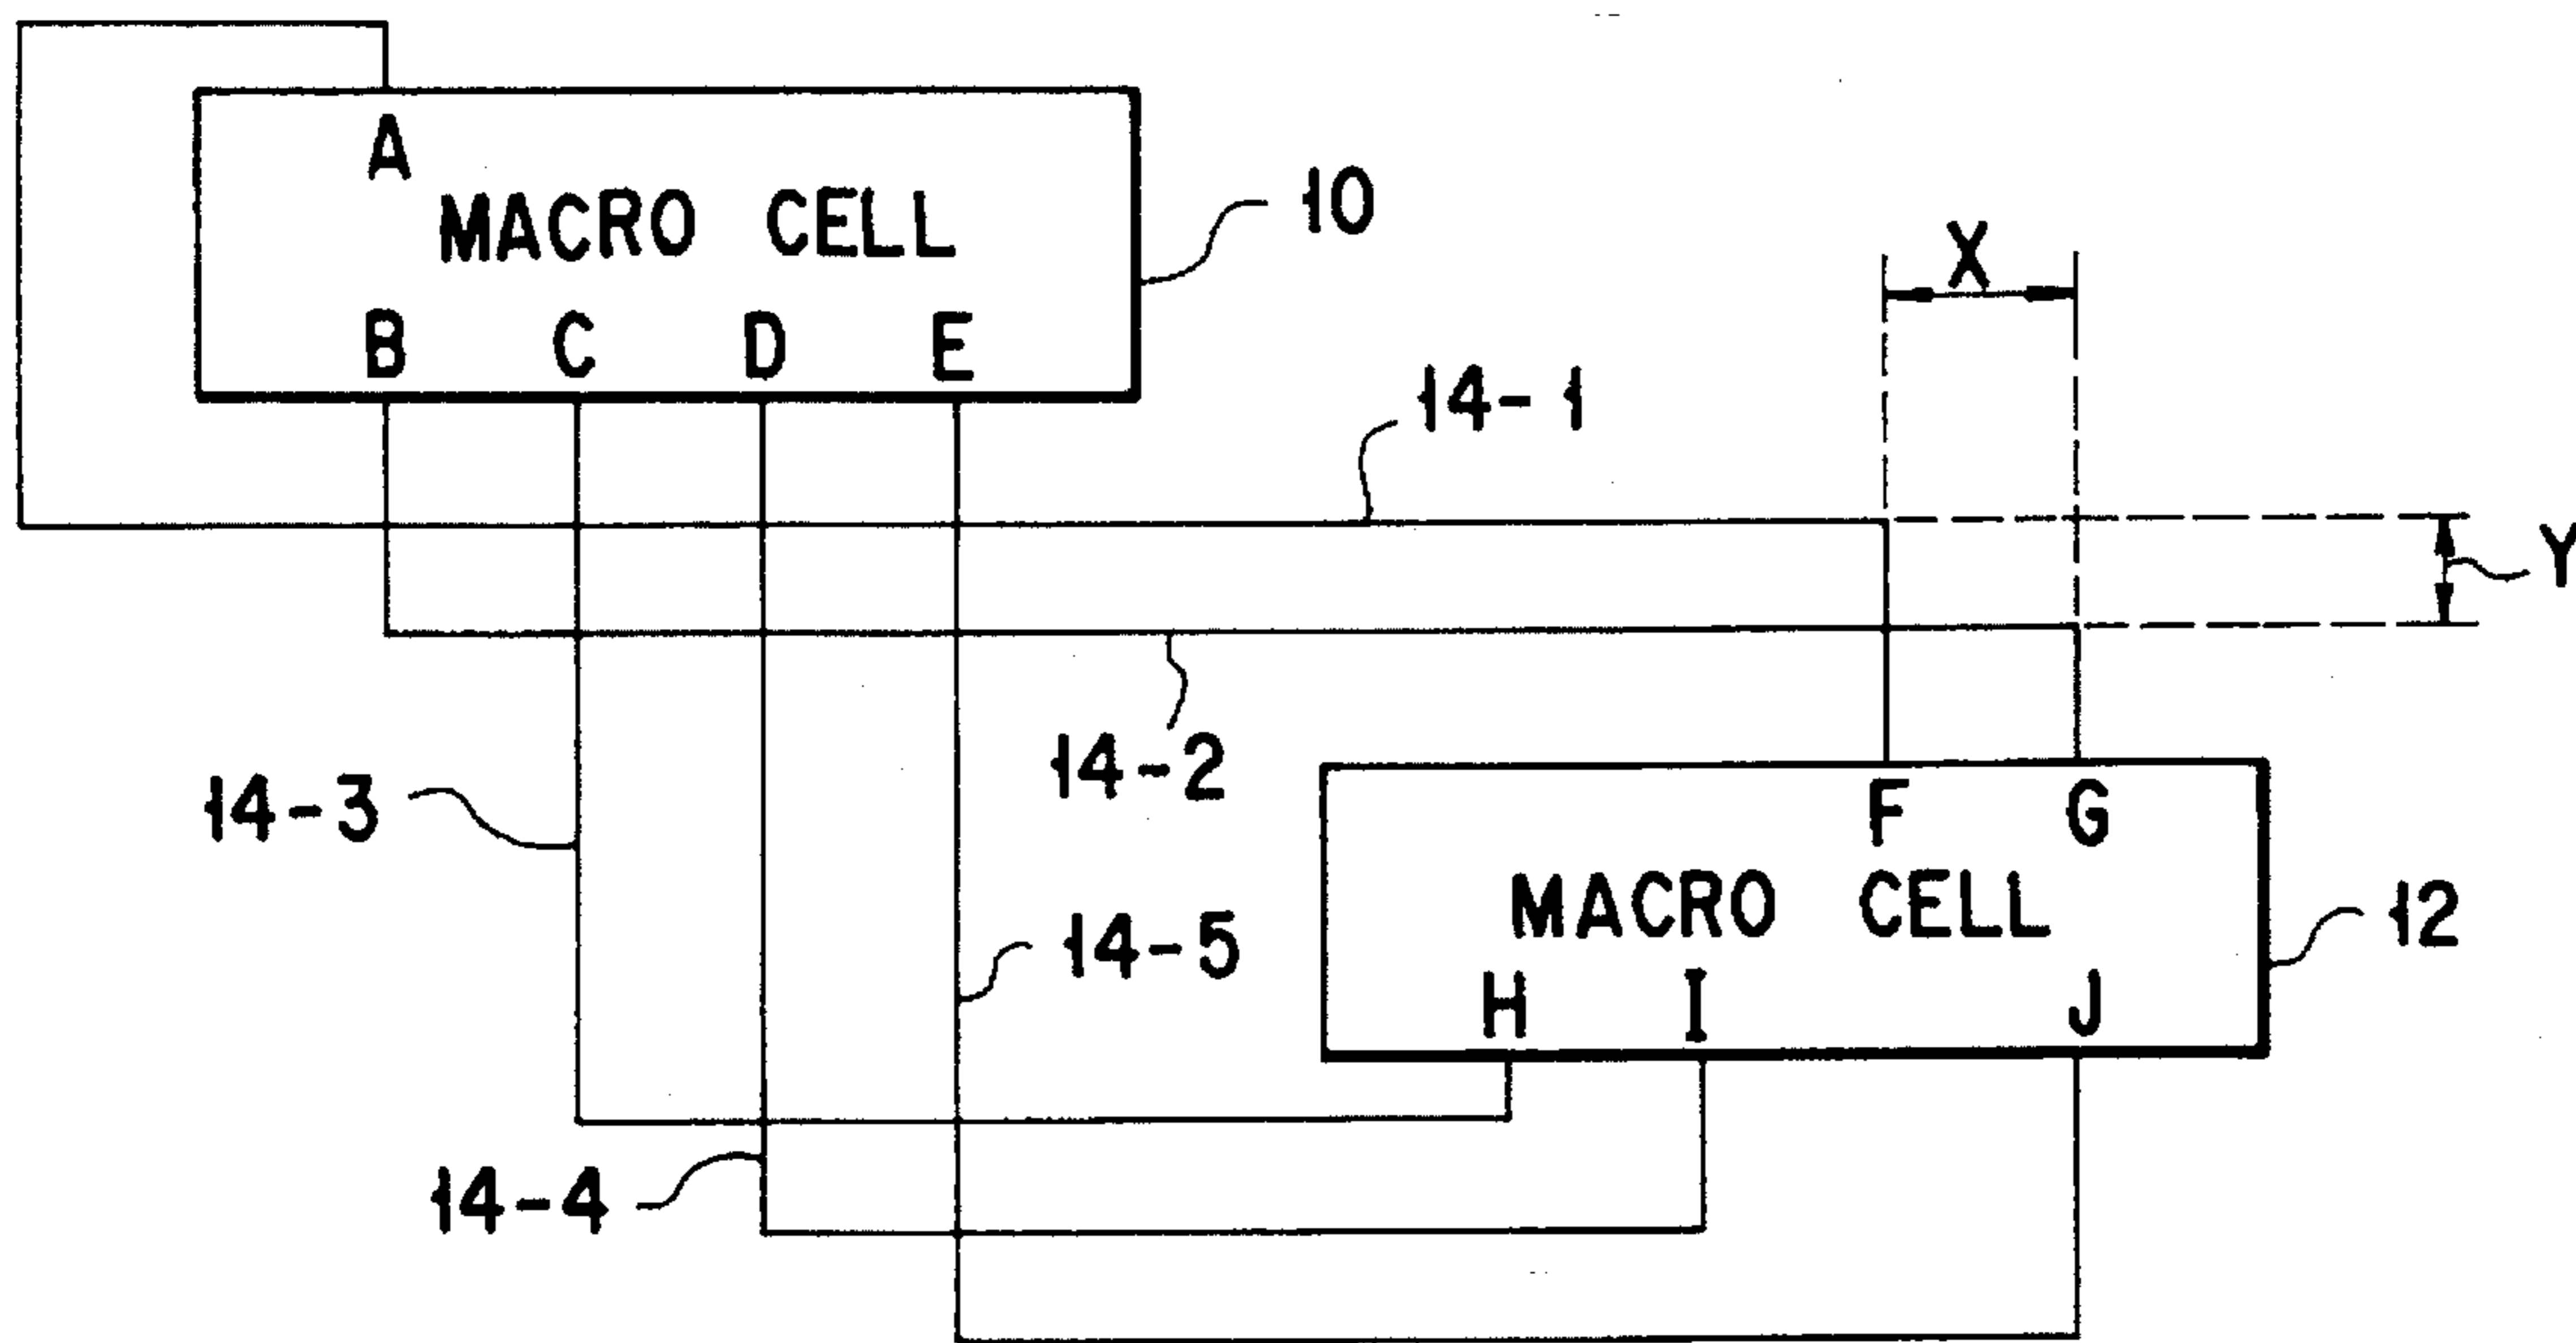 A
MACRO CELL
10
B C D E
X
14-1
Y
14-2
14-3
F G
MACRO CELL
12
14-5
H I J
14-4